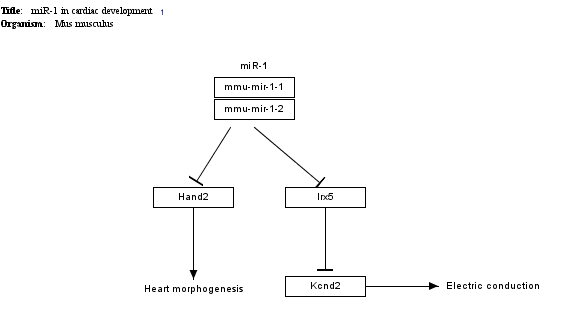 Title: miR-1 in cardiac development 1
Organism: Mus musculus
miR-1
mmu-mir-1-1
mmu-mir-1-2
Hand2
Irx5
Heart morphogenesis
Kcnd2
Electric conduction